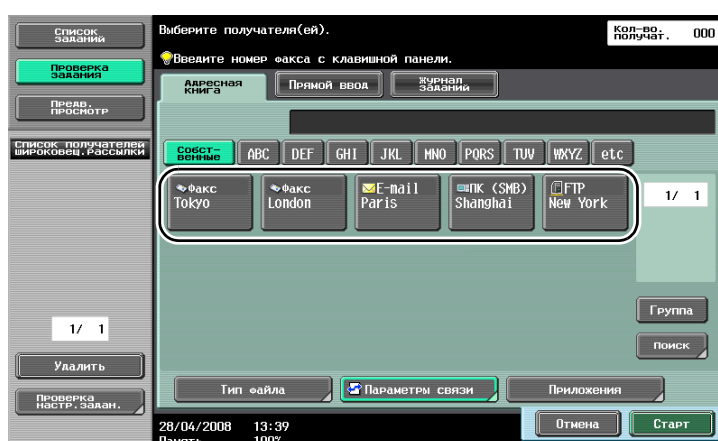 Список
задании
Проверка
задания
Предв.
просмотр
Список получателей
широковещ.рассылки
1/ 1
Удалить
Проверка
настр.задан.
Выберите получателя(ей).
Кол-во.
получат. 000
Введите номер факса с клавишной панели.
Адресная
книга
Прямой ввод
Журнал
заданий
Собст-
венные
ABC
DEF
GHI
JKL
MNO
PQRS
TUV
WXYZ
etc
Факс
Tokyo
Факс
London
E-mail
Paris
ПК (SMB)
Shanghai
FTP
New York
1/ 1
Группа
Поиск
Тип файла
Параметры связи
Приложения
28/04/2008 13:39
Память 100%
Отмена
Старт